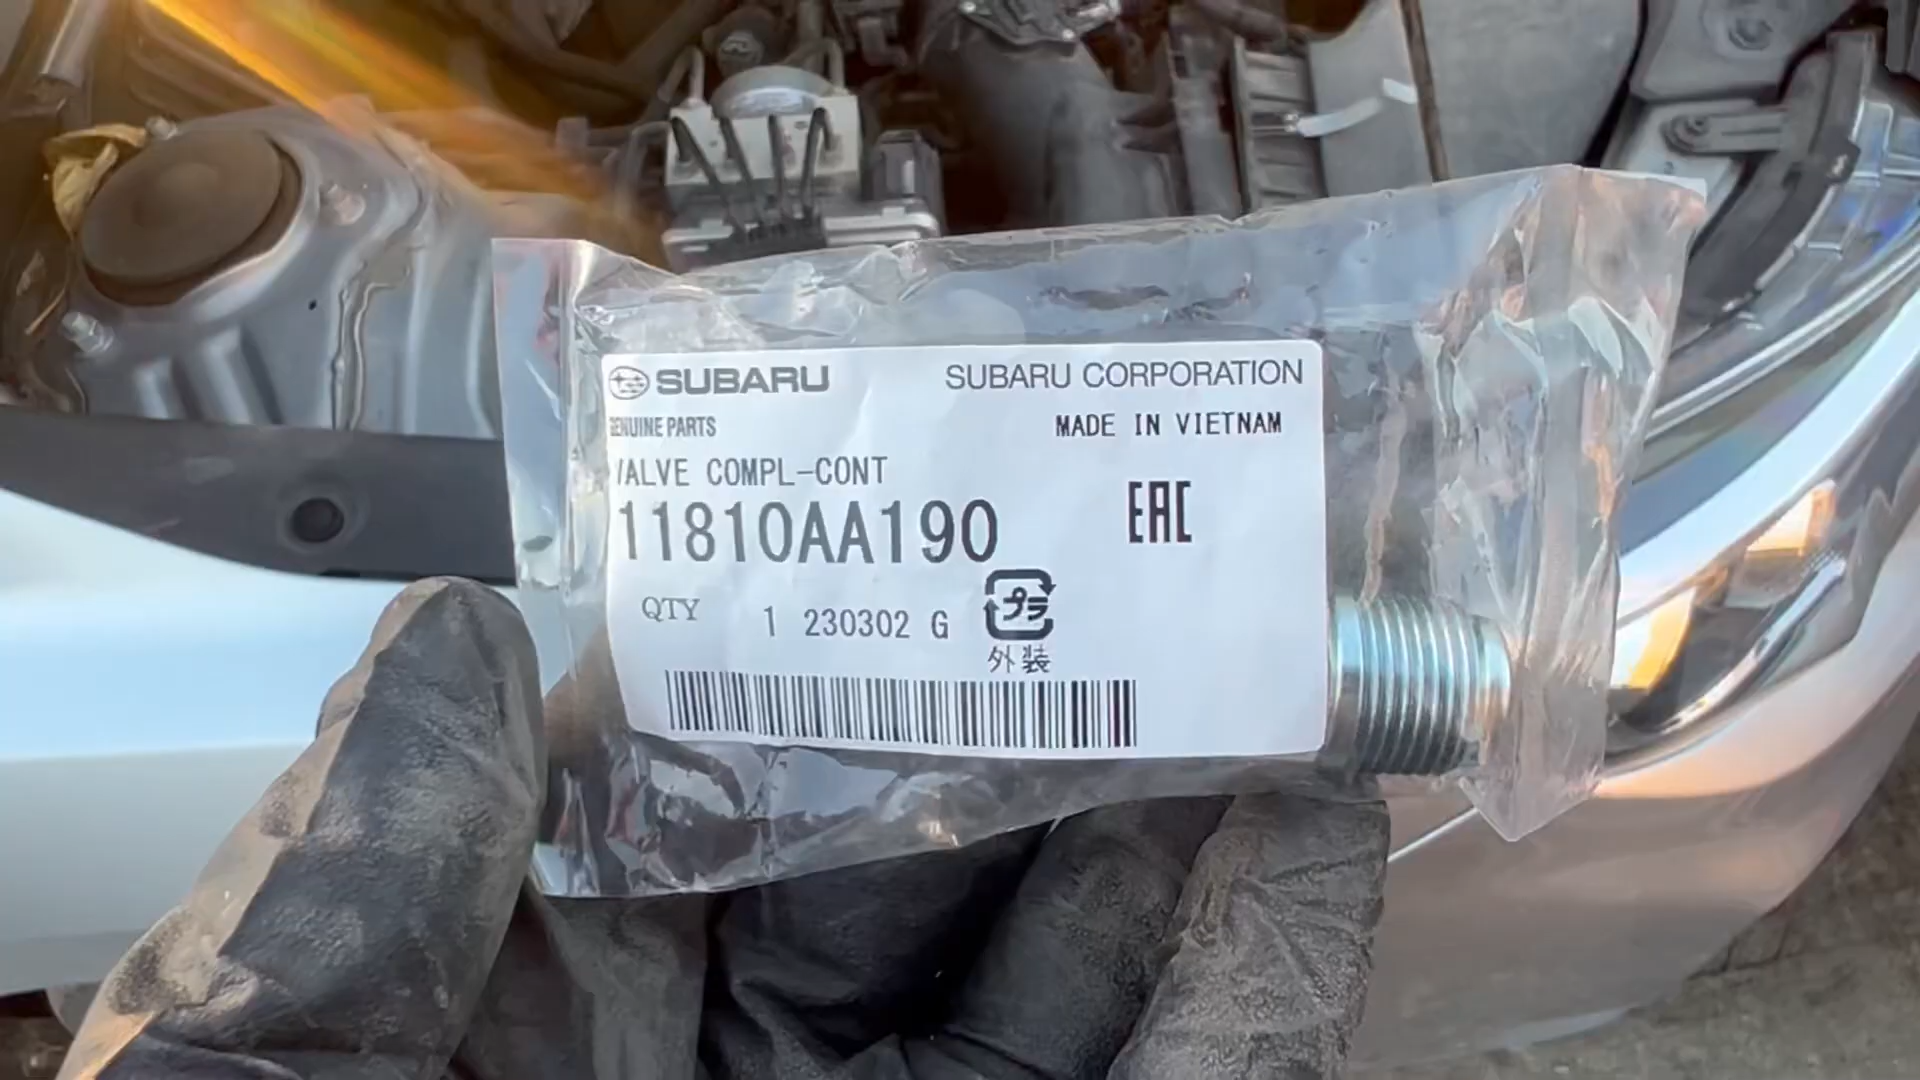 SUBARU
SUBARU CORPORATION
GENUINE PARTS
MADE IN VIETNAM
VALVE COMPL-CONT
11810AA190
EAC
QTY 1 230302 G
プラ
外装